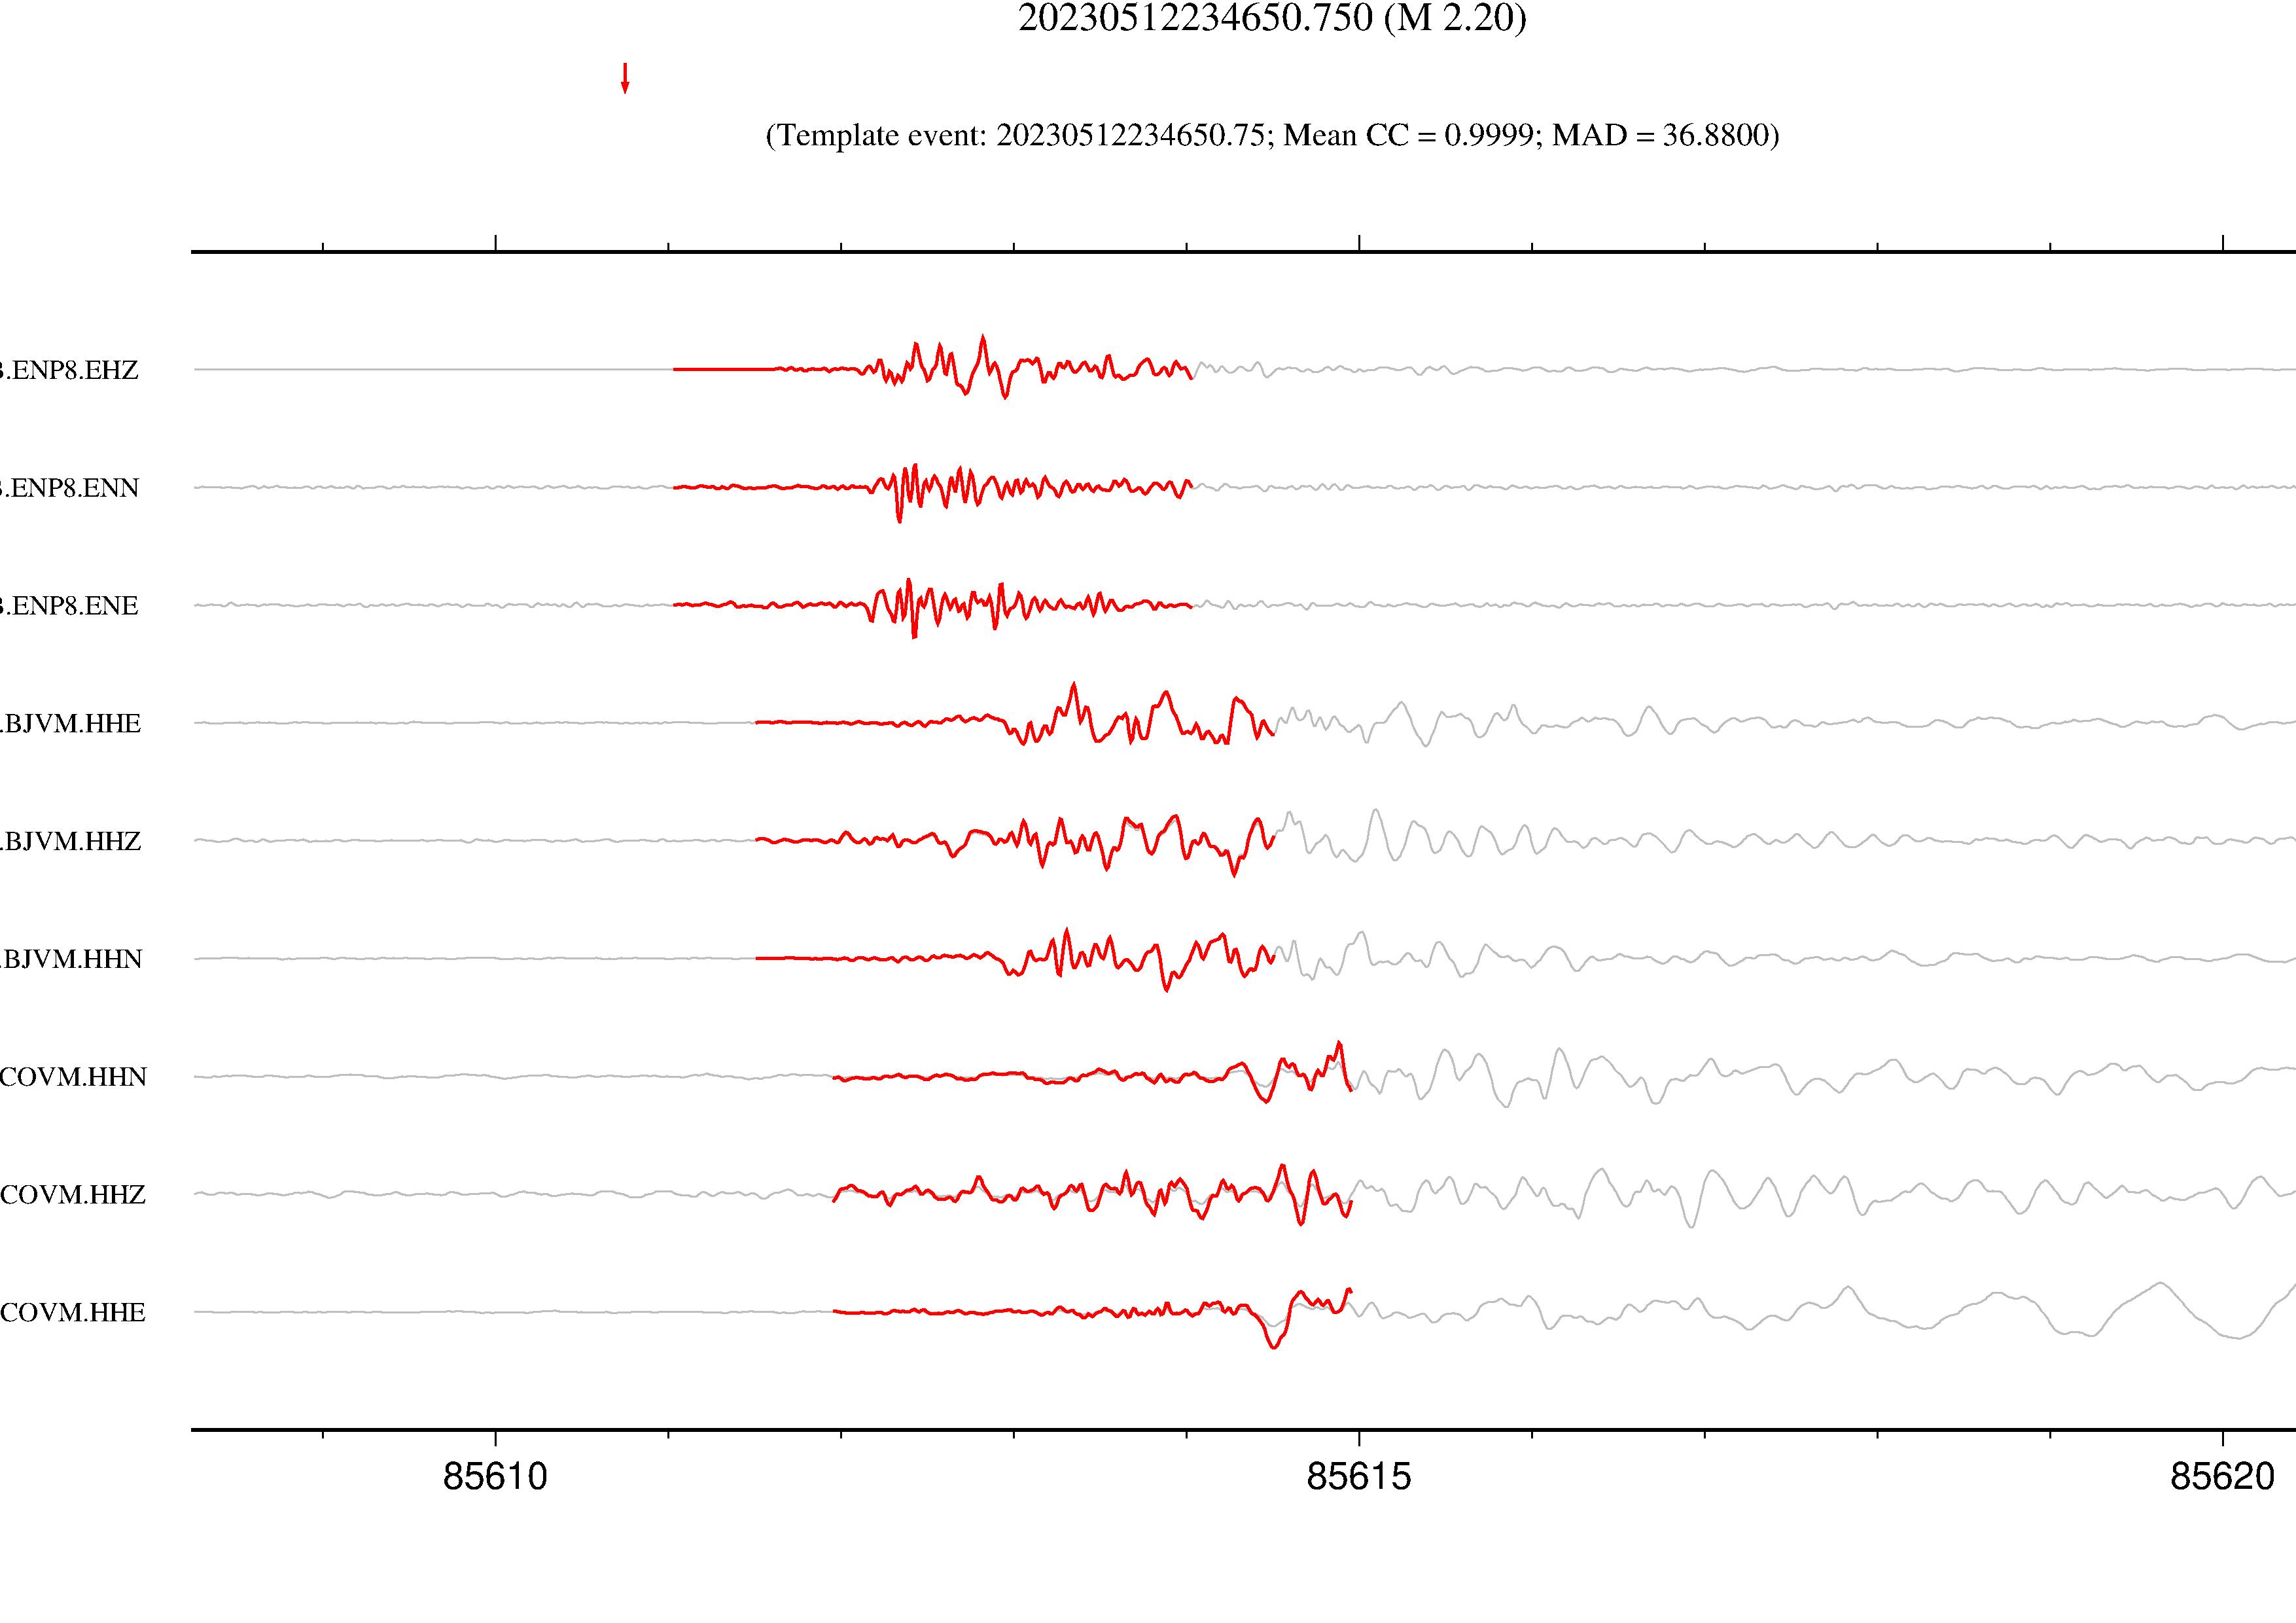 20230512234650.750 (M 2.20)
(Template event: 20230512234650.75; Mean CC = 0.9999; MAD = 36.8800)
.ENP8.EHZ
.ENP8.ENN
.ENP8.ENE
.BJVM.HHE
.BJVM.HHZ
.BJVM.HHN
COVM.HHN
COVM.HHZ
COVM.HHE
85610 85615 85620